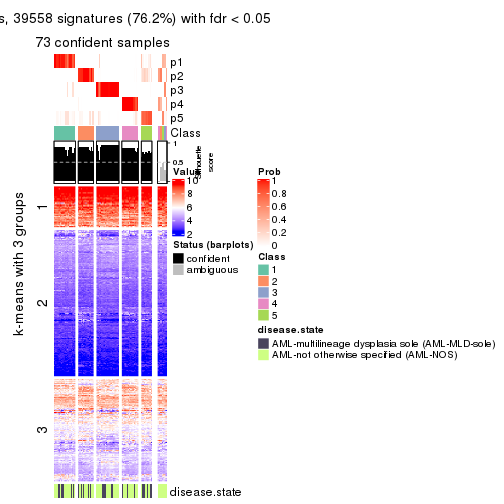 s, 39558 signatures (76.2%) with fdr < 0.05
73 confident samples
p1
p2
p3
p4
p5
Class
1
0.5
0
silhouette
score
k-means with 3 groups
1
2
3
disease.state
Value
10
8
6
4
2
Status (barplots)
confident
ambiguous
Prob
1
0.8
0.6
0.4
0.2
0
Class
1
2
3
4
5
disease.state
AML-multilineage dysplasia sole (AML-MLD-sole)
AML-not otherwise specified (AML-NOS)